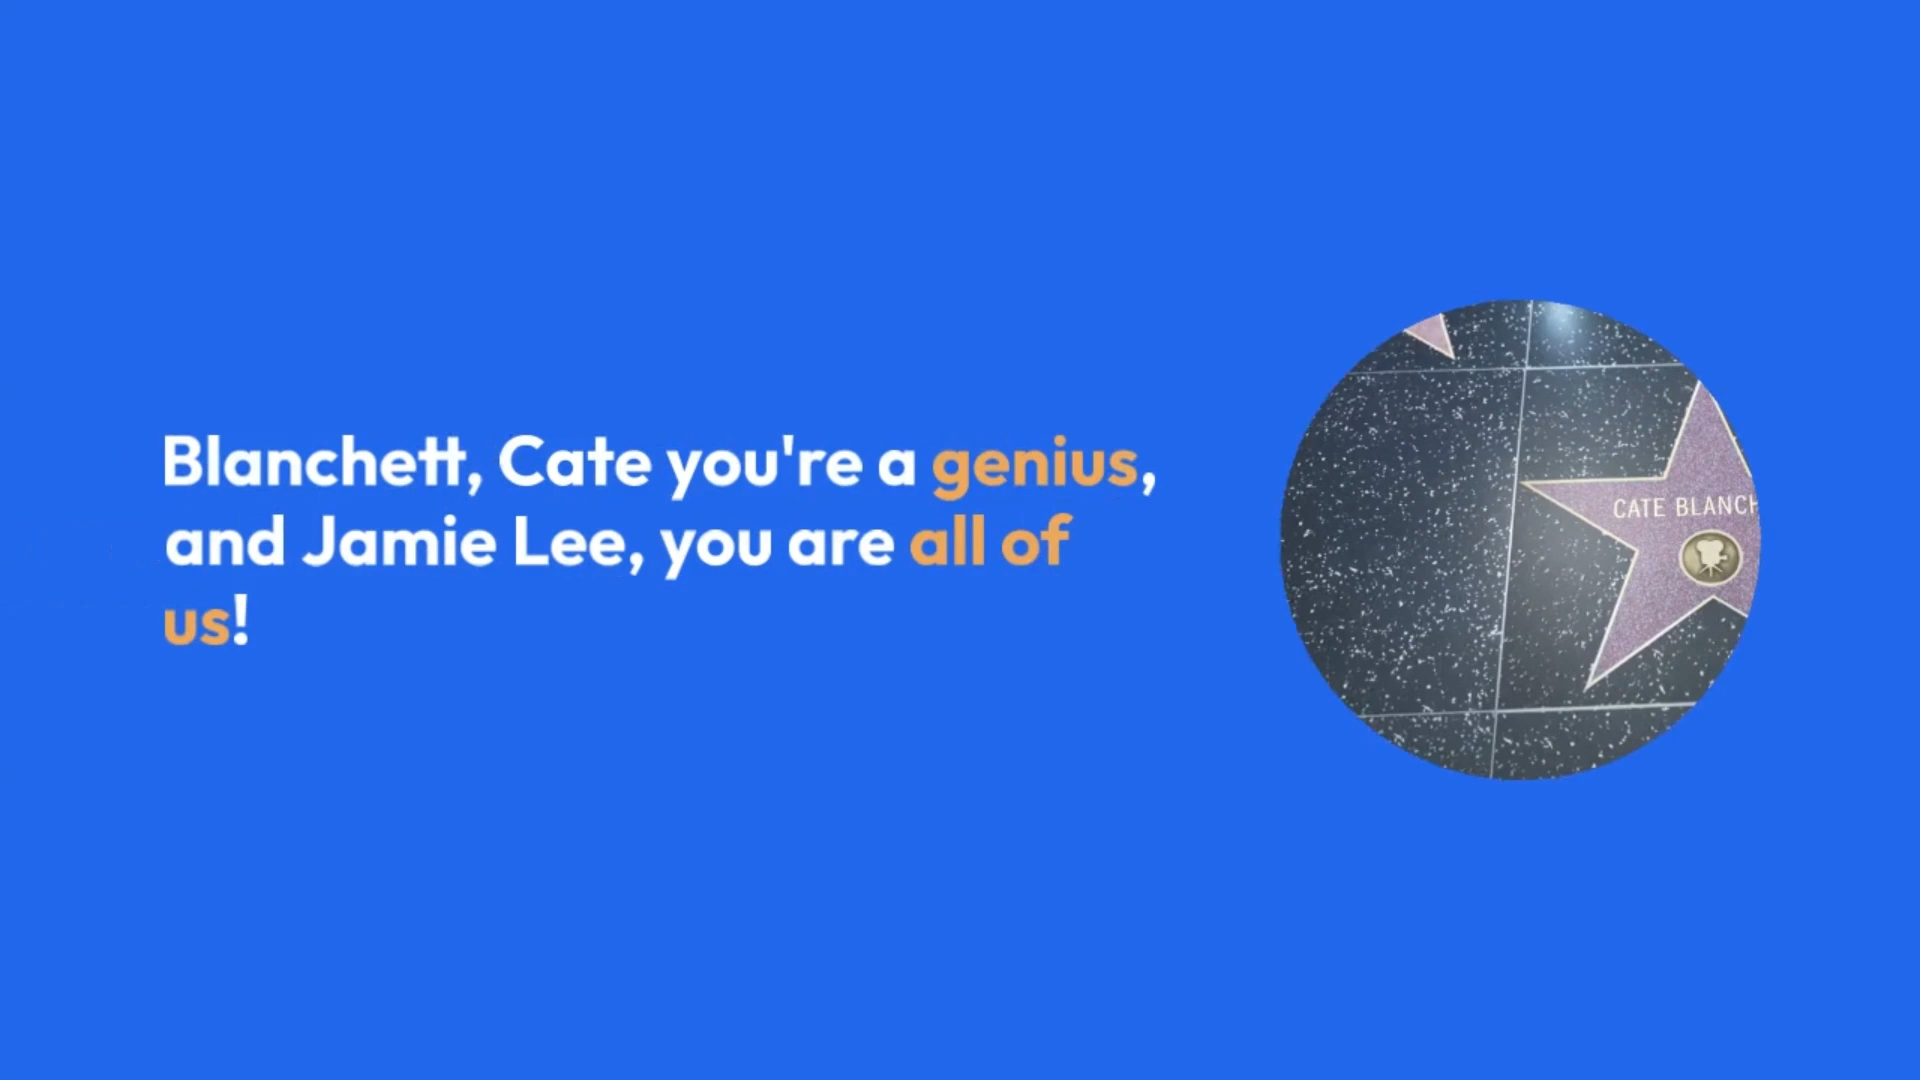 Blanchett, Cate you're a genius,
and Jamie Lee, you are all of
us!
CATE BLANCH